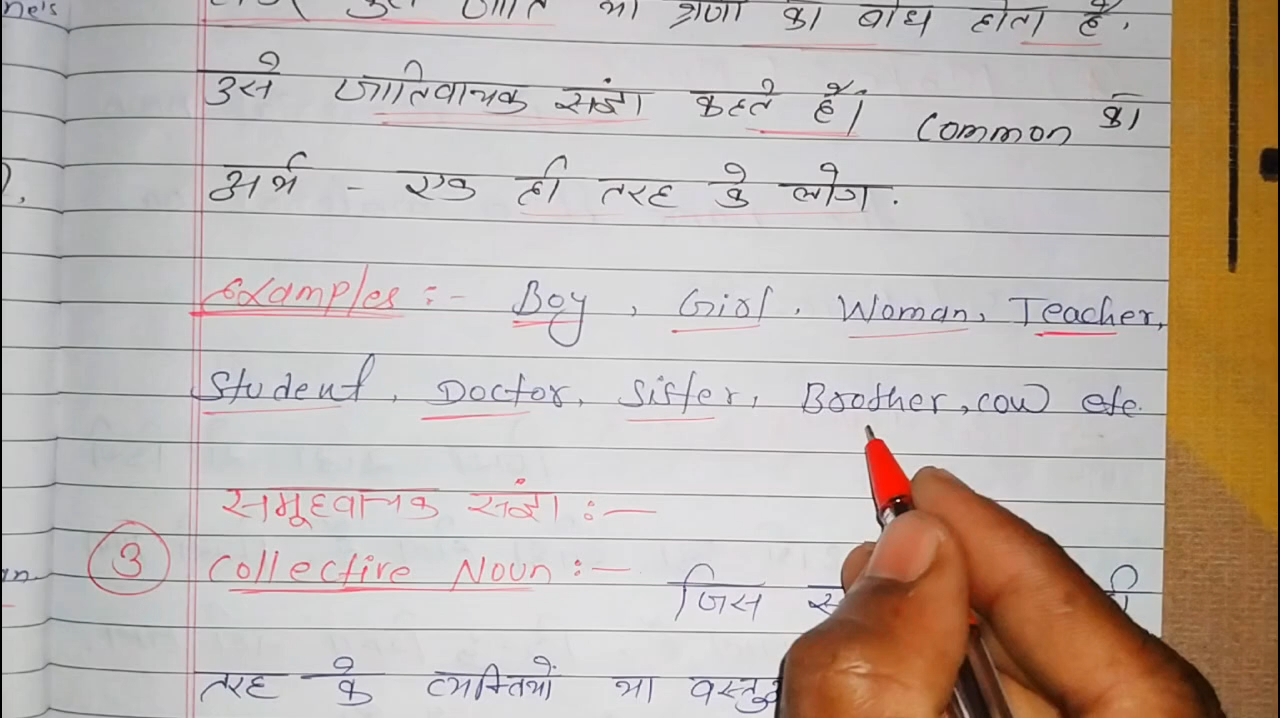 ne's
जाति या श्रेणी का बोध होता है,
उसे जातिवाचक संज्ञा कहते हैं। Common का
अर्थ - एक ही तरह के लोग.
Examples :- Boy, Girl, Woman, Teacher,
Student, Doctor, Sister, Brother, cow etc.
समूहवाचक संज्ञा :-
③ Collective Noun :- जिस
तरह के व्यक्तियों या